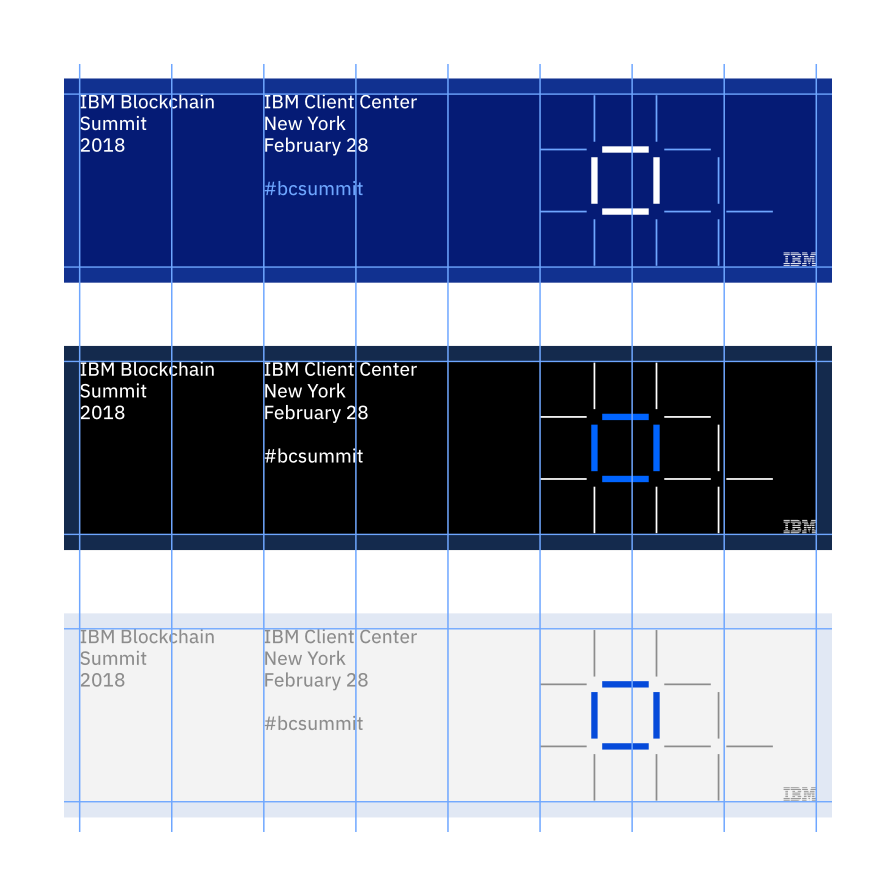 IBM Blockchain
Summit
2018
IBM Client Center
New York
February 28
#bcsummit
IBM
IBM Blockchain
Summit
2018
IBM Client Center
New York
February 28
#bcsummit
IBM
IBM Blockchain
Summit
2018
IBM Client Center
New York
February 28
#bcsummit
IBM